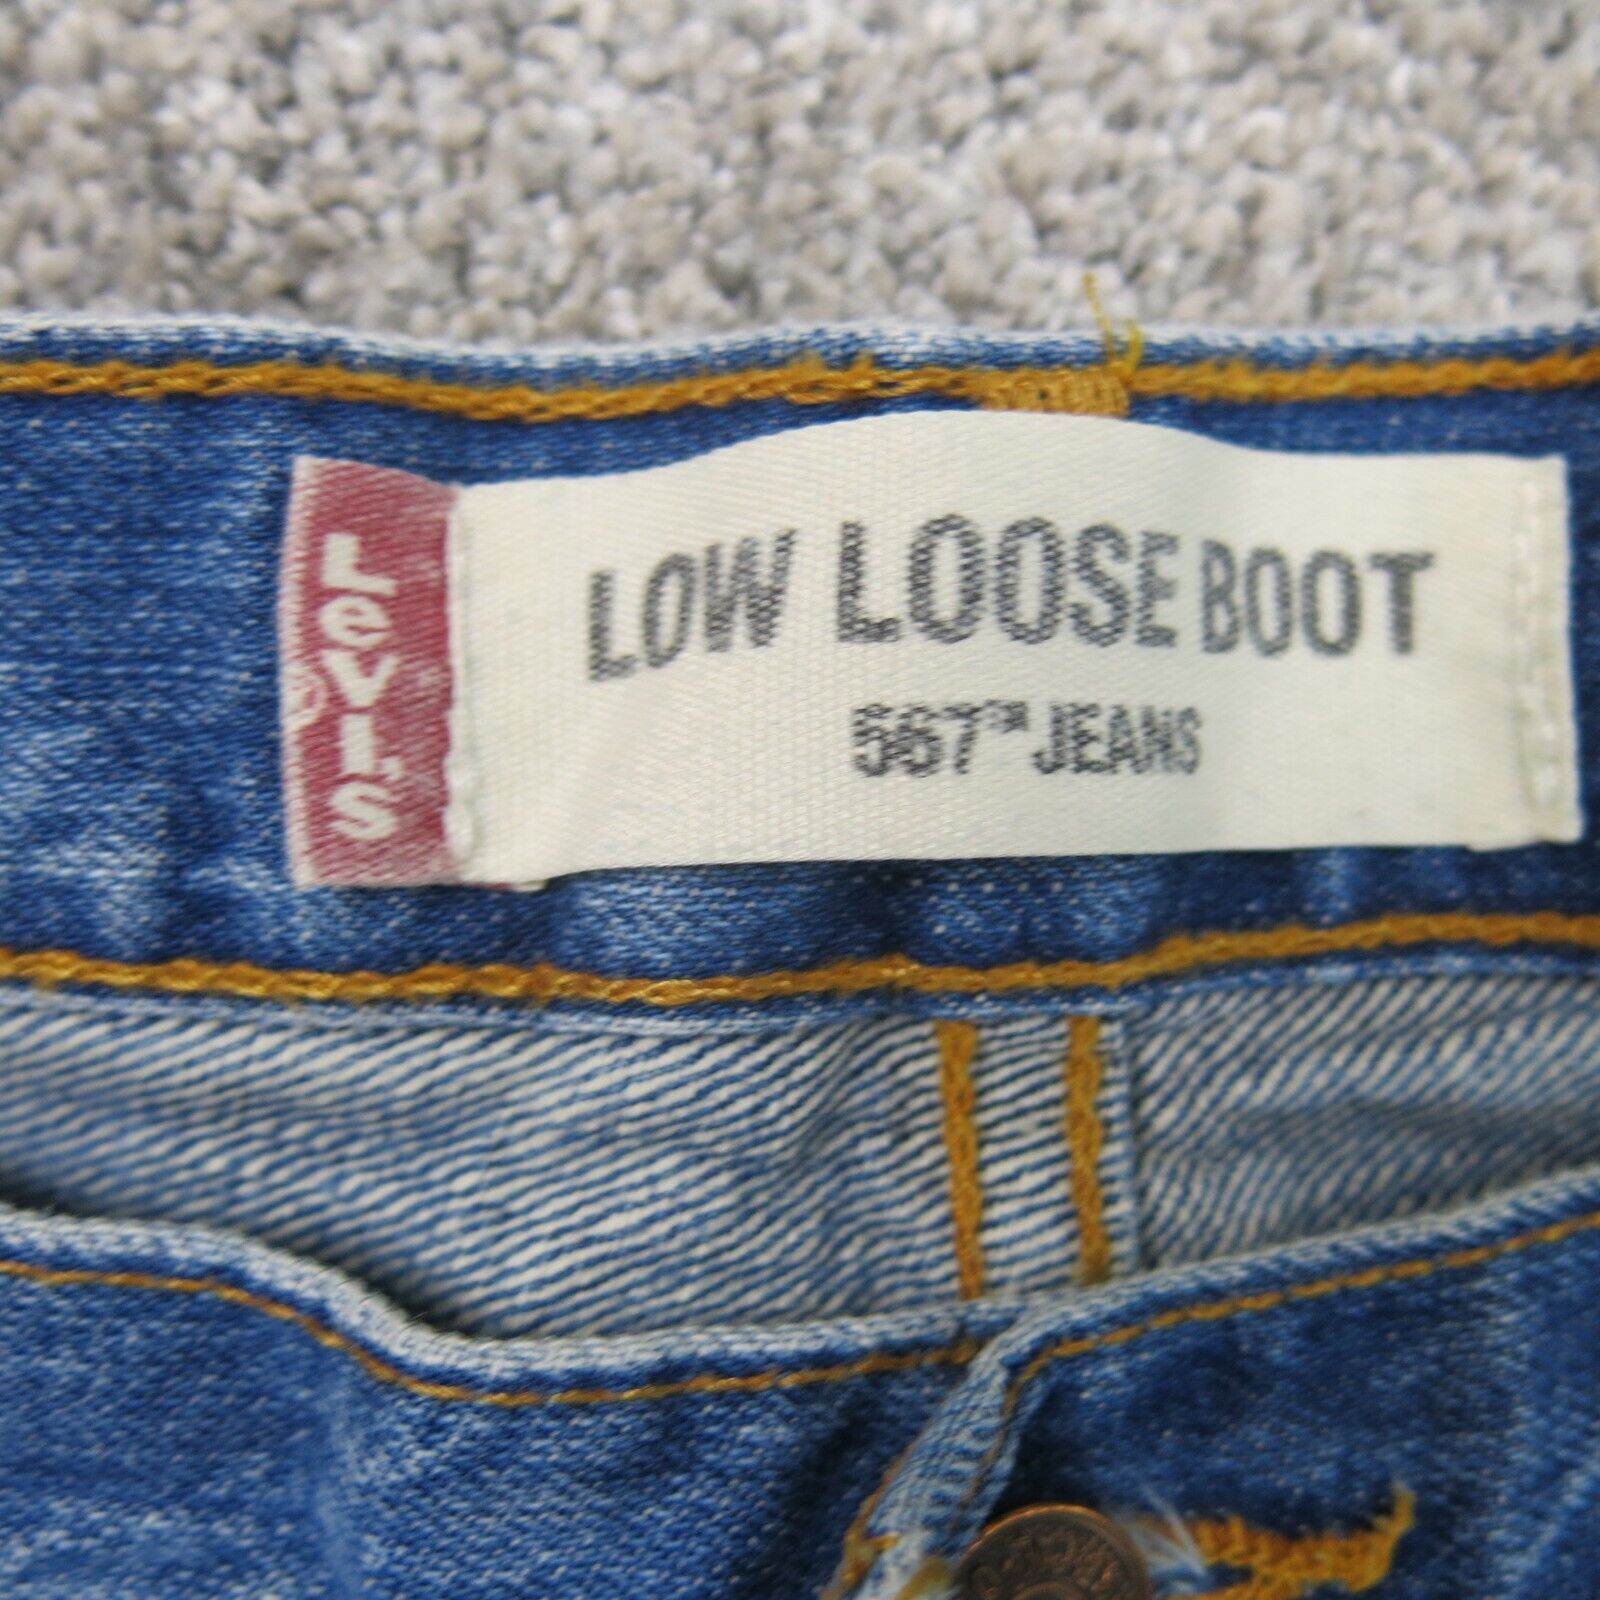 LEVI'S
®
LOW LOOSE BOOT
567™ JEANS